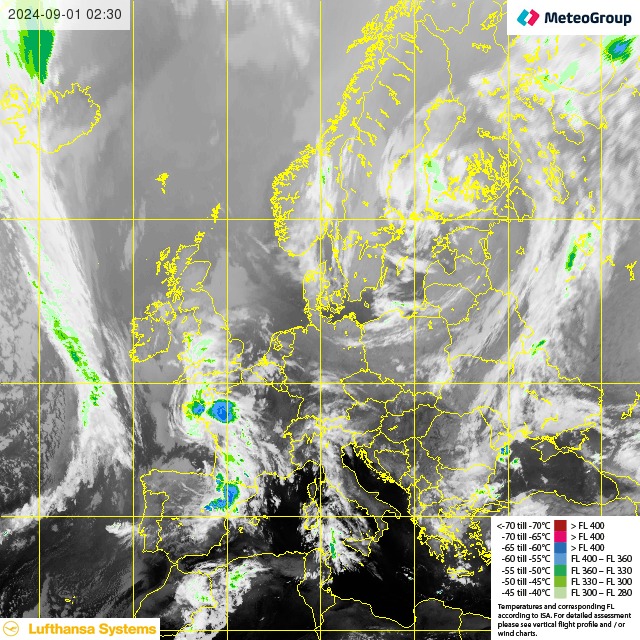 2024-09-01 02:30
MeteoGroup
<-70 till -70°C > FL 400
-70 till -65°C > FL 400
-65 till -60°C > FL 400
-60 till -55°C FL 400 - FL 360
-55 till -50°C FL 360 - FL 330
-50 till -45°C FL 330 - FL 300
-45 till -40°C FL 300 - FL 280
Temperatures and corresponding FL
according to ISA. For detailed assessment
please see vertical flight profile and / or
wind charts.
Lufthansa Systems